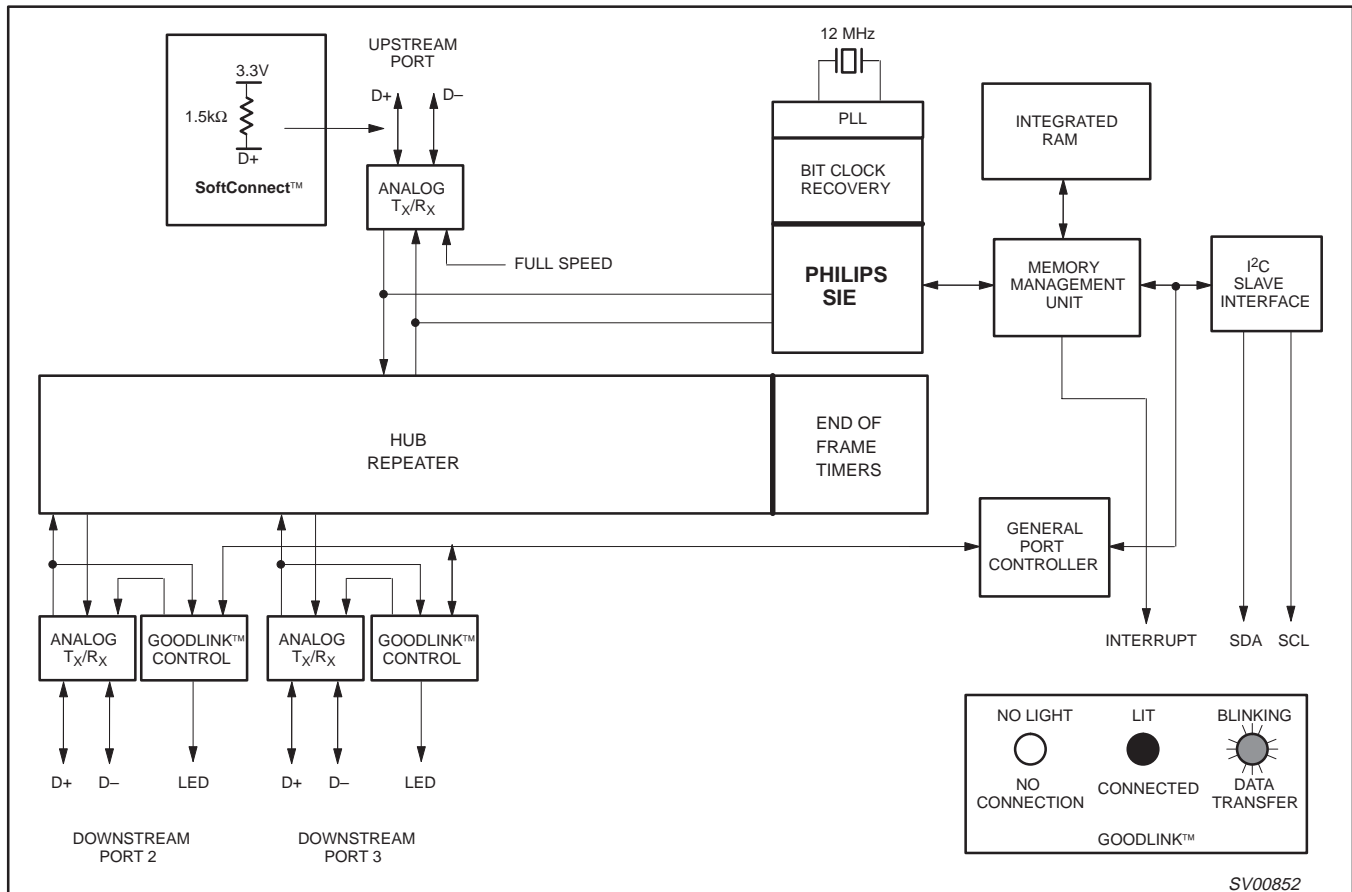 3.3V
1.5kΩ
D+
SoftConnect™
UPSTREAM
PORT
D+
D–
ANALOG
TX/RX
FULL SPEED
12 MHz
PLL
BIT CLOCK
RECOVERY
PHILIPS
SIE
INTEGRATED
RAM
MEMORY
MANAGEMENT
UNIT
I²C
SLAVE
INTERFACE
HUB
REPEATER
END OF
FRAME
TIMERS
GENERAL
PORT
CONTROLLER
ANALOG
TX/RX
GOODLINK™
CONTROL
ANALOG
TX/RX
GOODLINK™
CONTROL
INTERRUPT
SDA
SCL
D+
D–
LED
D+
D–
LED
DOWNSTREAM
PORT 2
DOWNSTREAM
PORT 3
NO LIGHT
LIT
BLINKING
NO
CONNECTION
CONNECTED
DATA
TRANSFER
GOODLINK™
SV00852